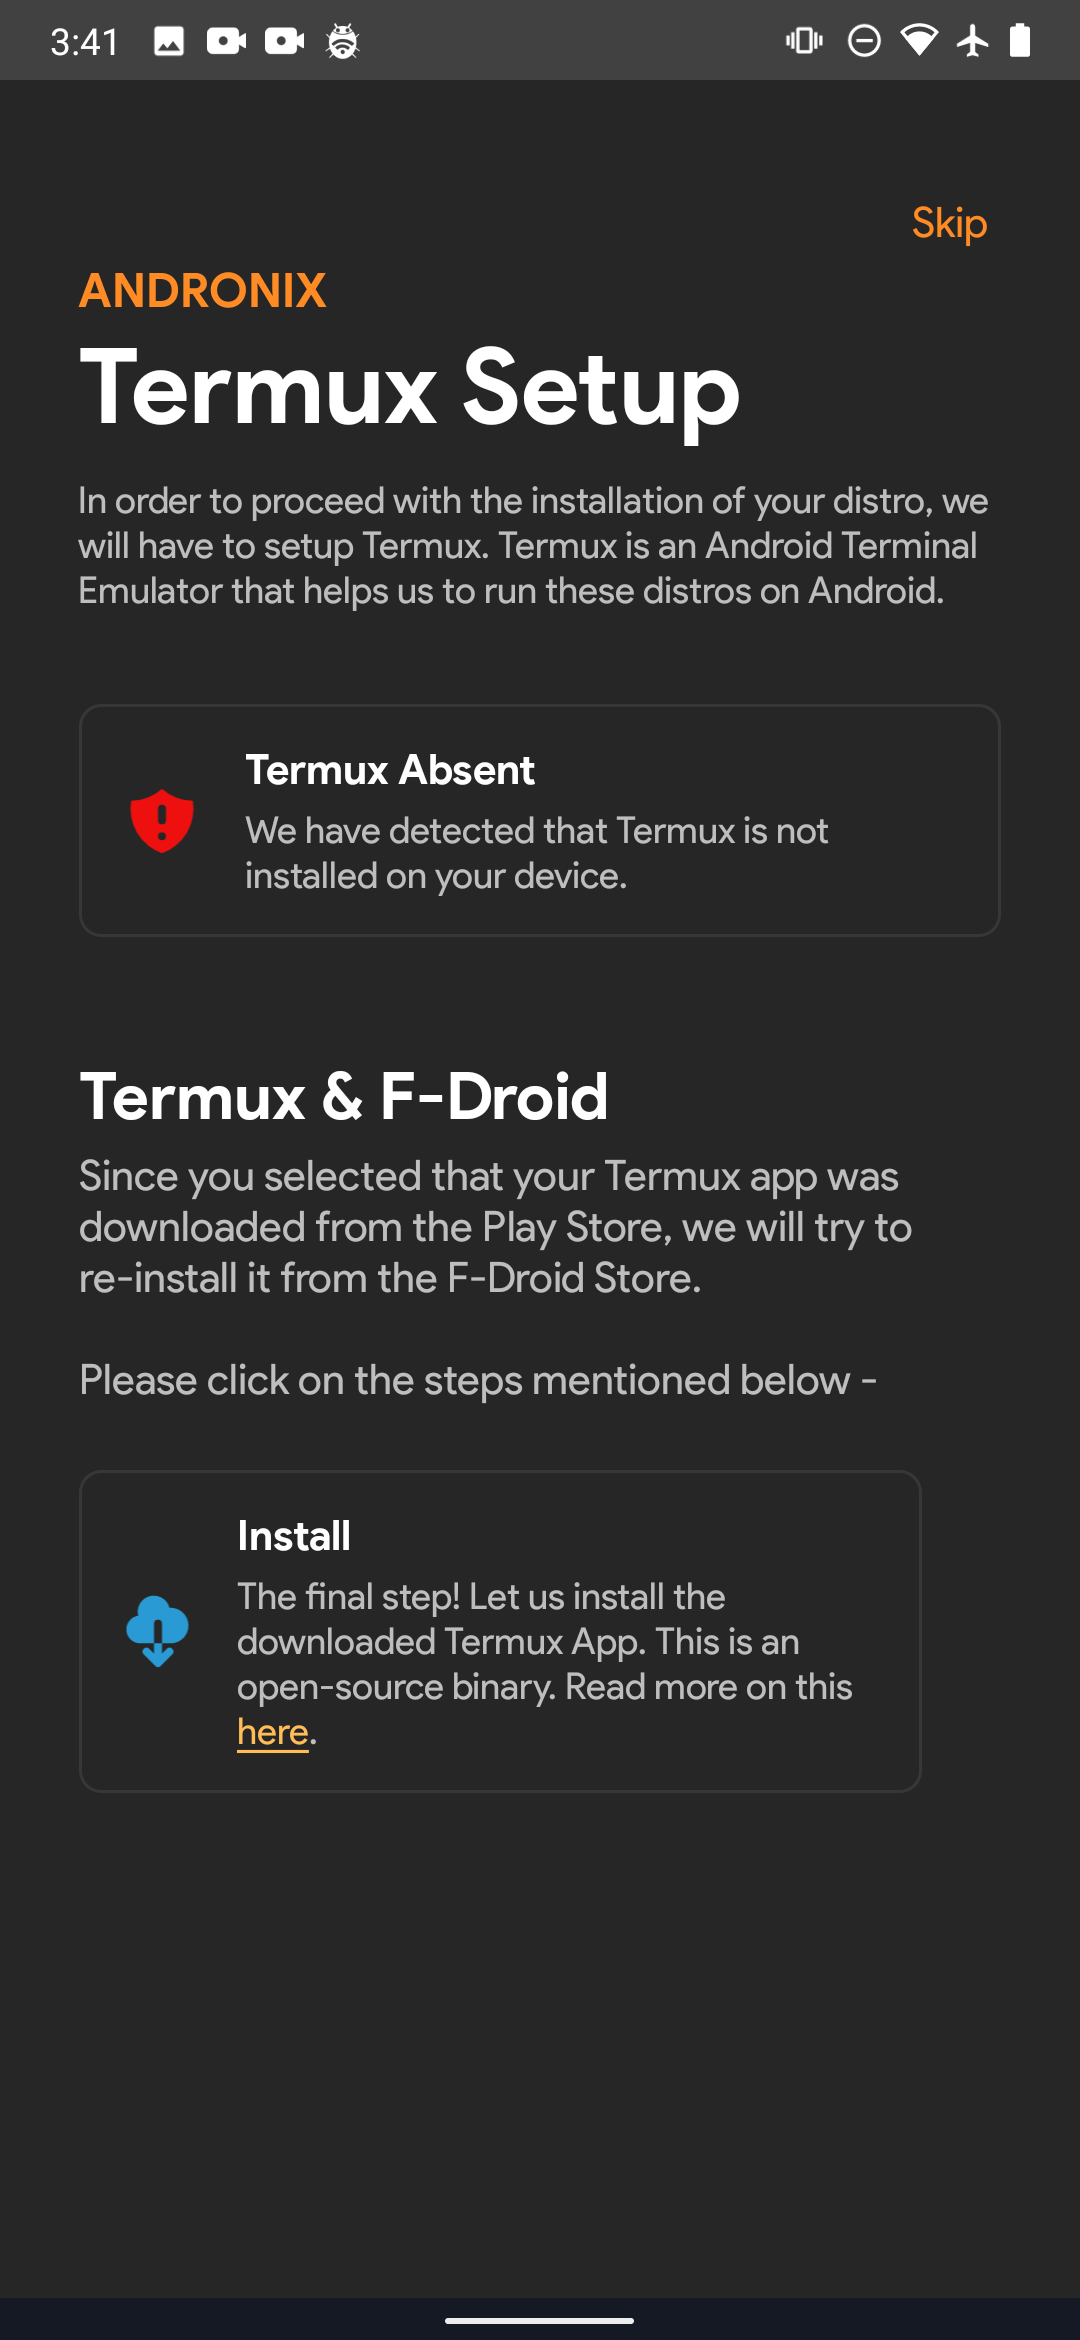 3:41
Skip
ANDRONIX
Termux Setup
In order to proceed with the installation of your distro, we
will have to setup Termux. Termux is an Android Terminal
Emulator that helps us to run these distros on Android.
Termux Absent
We have detected that Termux is not
installed on your device.
Termux & F-Droid
Since you selected that your Termux app was
downloaded from the Play Store, we will try to
re-install it from the F-Droid Store.
Please click on the steps mentioned below -
Install
The final step! Let us install the
downloaded Termux App. This is an
open-source binary. Read more on this
here.